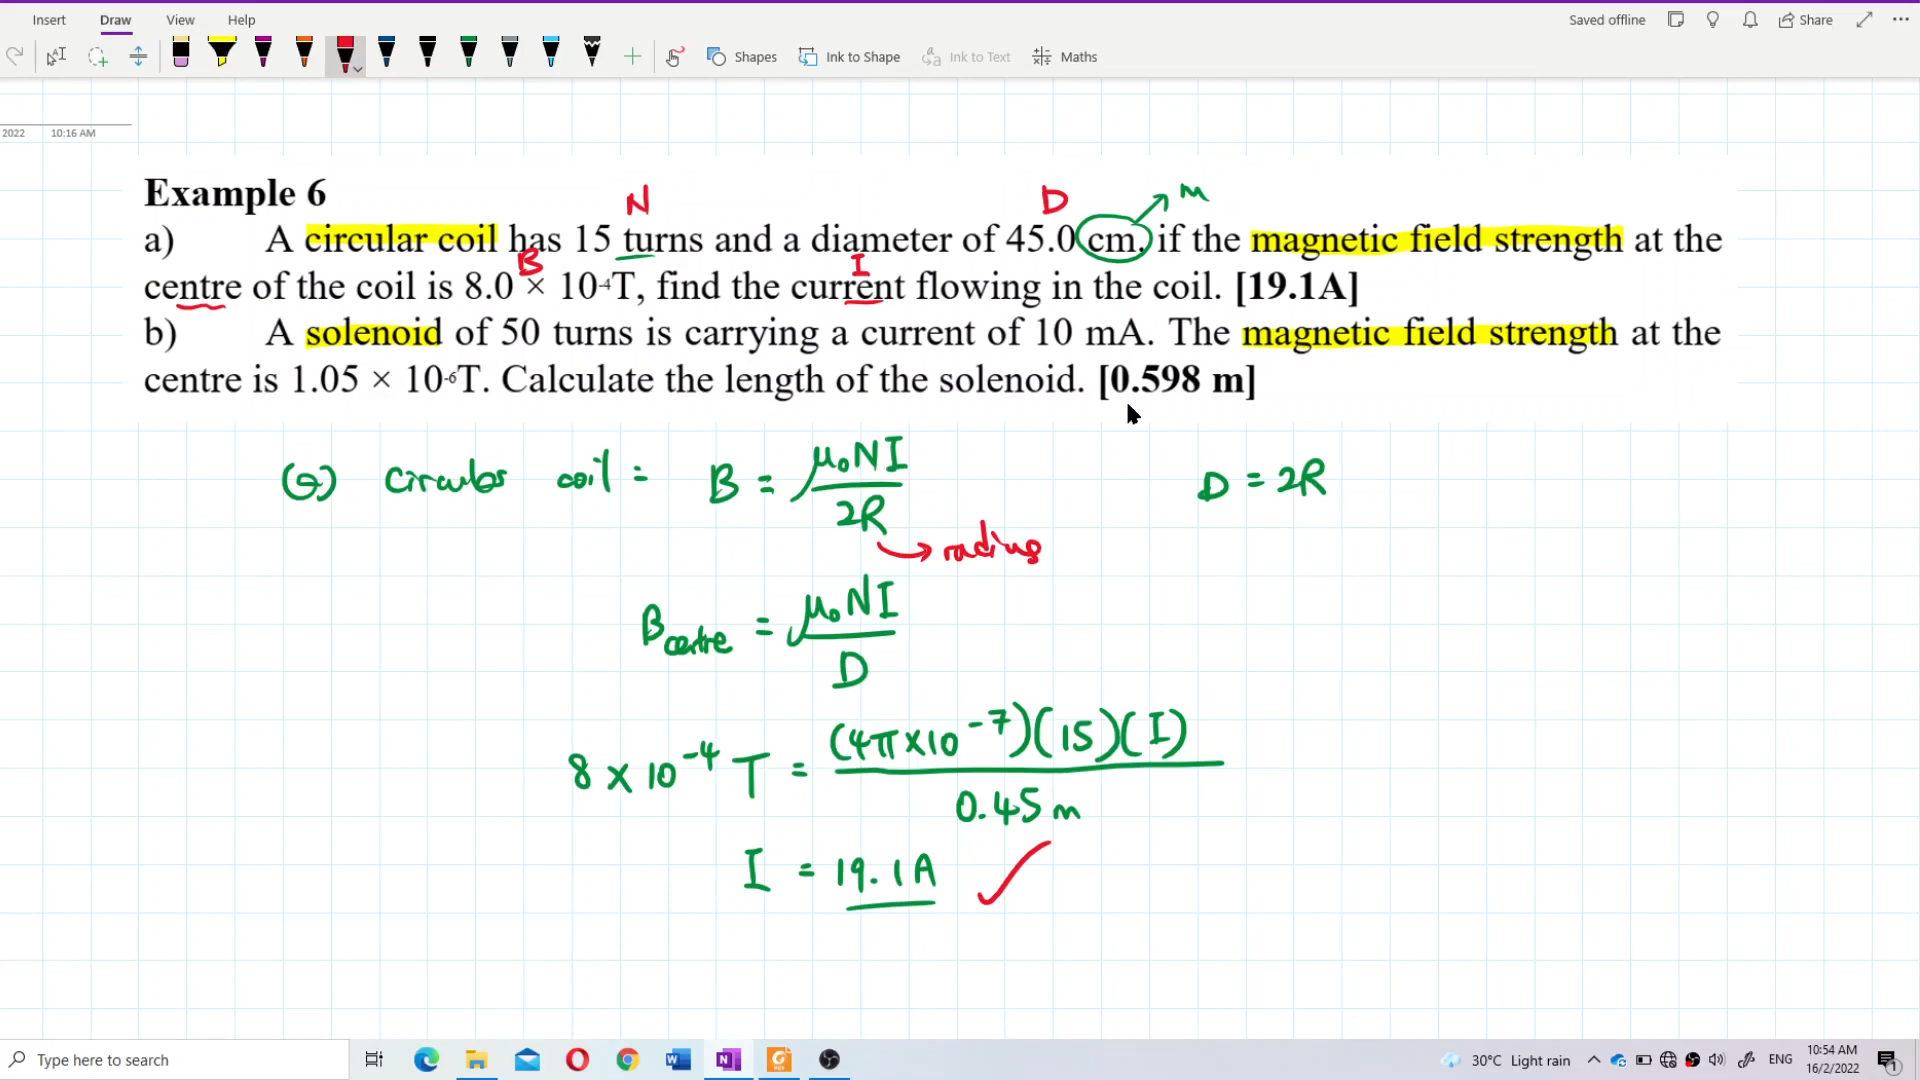 Insert Draw View Help
Saved offline Share
Shapes Ink to Shape Ink to Text Maths
2022 10:16 AM
Example 6
N D m
a) A circular coil has 15 turns and a diameter of 45.0 cm. if the magnetic field strength at the
B I
centre of the coil is 8.0 × 10-4T, find the current flowing in the coil. [19.1A]
b) A solenoid of 50 turns is carrying a current of 10 mA. The magnetic field strength at the
centre is 1.05 × 10-6T. Calculate the length of the solenoid. [0.598 m]
(a) circular coil : B = μ₀NI / 2R D = 2R
radius
Bcentre = μ₀NI / D
8 × 10⁻⁴ T = (4π×10⁻⁷)(15)(I) / 0.45 m
I = 19.1A
Type here to search
30°C Light rain ENG 10:54 AM
16/2/2022